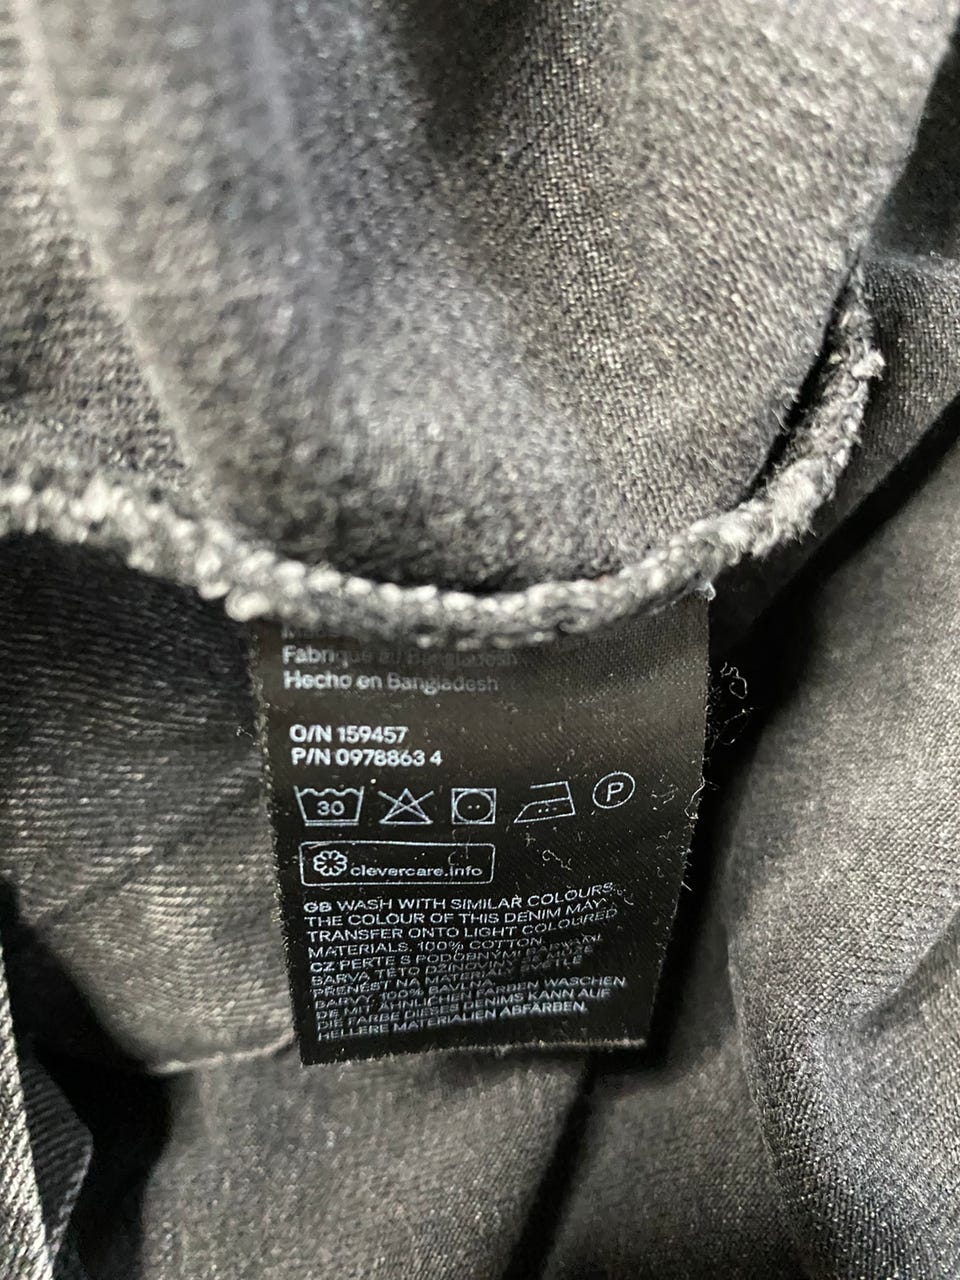 Made
Fabriqué au Bangladesh
Hecho en Bangladesh
O/N 159457
P/N 0978863 4
30
P
clevercare.info
GB WASH WITH SIMILAR COLOURS.
THE COLOUR OF THIS DENIM MAY
TRANSFER ONTO LIGHT COLOURED
MATERIALS. 100% COTTON
CZ PERTE S PODOBNÝMI BARVAMI.
BARVA TÉTO DŽÍNOVINY SE MŮŽE
PŘENÉST NA MATERIÁLY SVĚTLÉ
BARVY. 100% BAVLNA
DE MIT ÄHNLICHEN FARBEN WASCHEN
DIE FARBE DIESES DENIMS KANN AUF
HELLERE MATERIALIEN ABFÄRBEN.